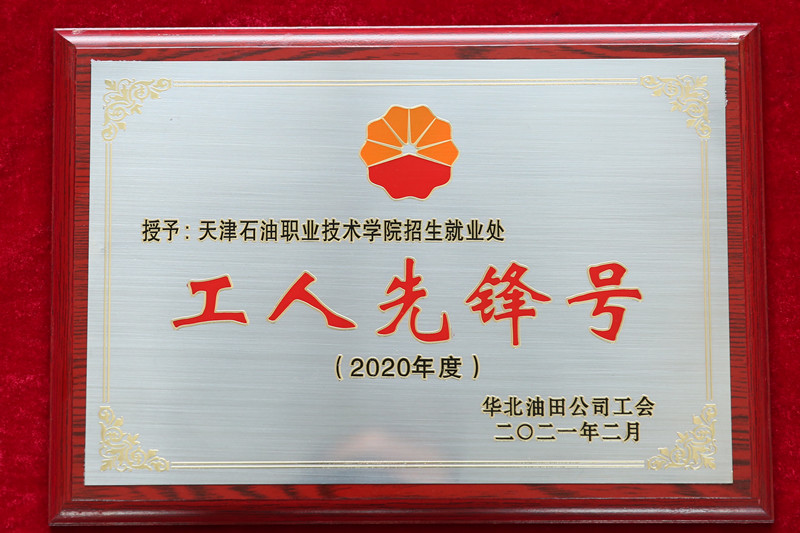 授予：天津石油职业技术学院招生就业处
工人先锋号
（2020年度）
华北油田公司工会
二〇二一年二月